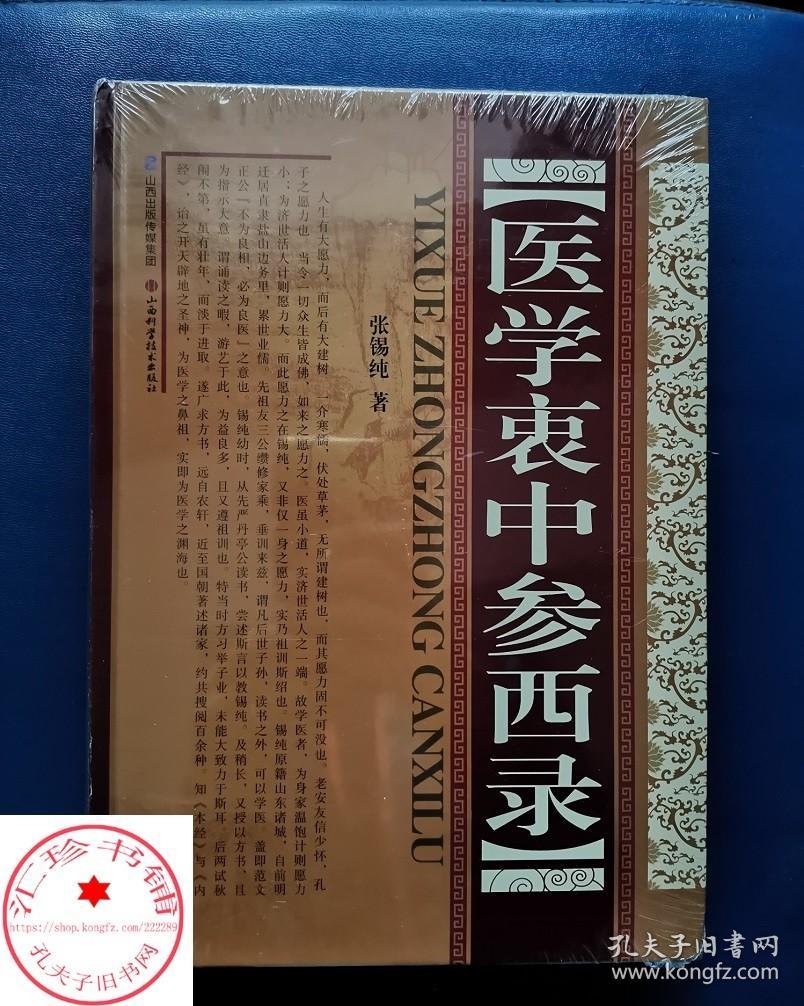 【医学衷中参西录】
YIXUE ZHONGZHONG CANXILU
张锡纯 著
人生有大愿力，而后有大建树，一介寒儒，伏处草茅，无所谓建树也，而其愿力固不可没也。老安友信少怀，孔
子之愿力也，当令一切众生皆成佛，如来之愿力之。医虽小道，实济世活人之一端。故学医者，为身家温饱计则愿力
小；为济世活人计则愿力大。而此愿力之在锡纯，又非仅一身之愿力，实乃祖训斯绍也。锡纯原籍山东诸城，自前明
迁居直隶盐山边务里，累世业儒。先祖友三公缵修家乘，垂训来兹，谓凡后世子孙，读书之外，可以学医。盖即范文
正公「不为良相，必为良医」之意也。锡纯幼时，从先严丹亭公读书，尝述斯言以教锡纯。及稍长，又授以方书，且
为指示大意。谓诵读之暇，游艺于此，为益良多，且又遵祖训也。特当时方习举子业，未能大致力于斯耳。后两试秋
闱不第，虽有壮年，而淡于进取。遂广求方书，远自农轩，近至国朝著述诸家，约共搜阅百余种。知《本经》与《内
经》，诒之开天辟地之圣神，为医学之鼻祖，实即为医学之渊海也。
山西出版传媒集团 山西科学技术出版社
汇珍书铺
https://shop.kongfz.com/222289
孔夫子旧书网
孔夫子旧書网
www.kongfz.com